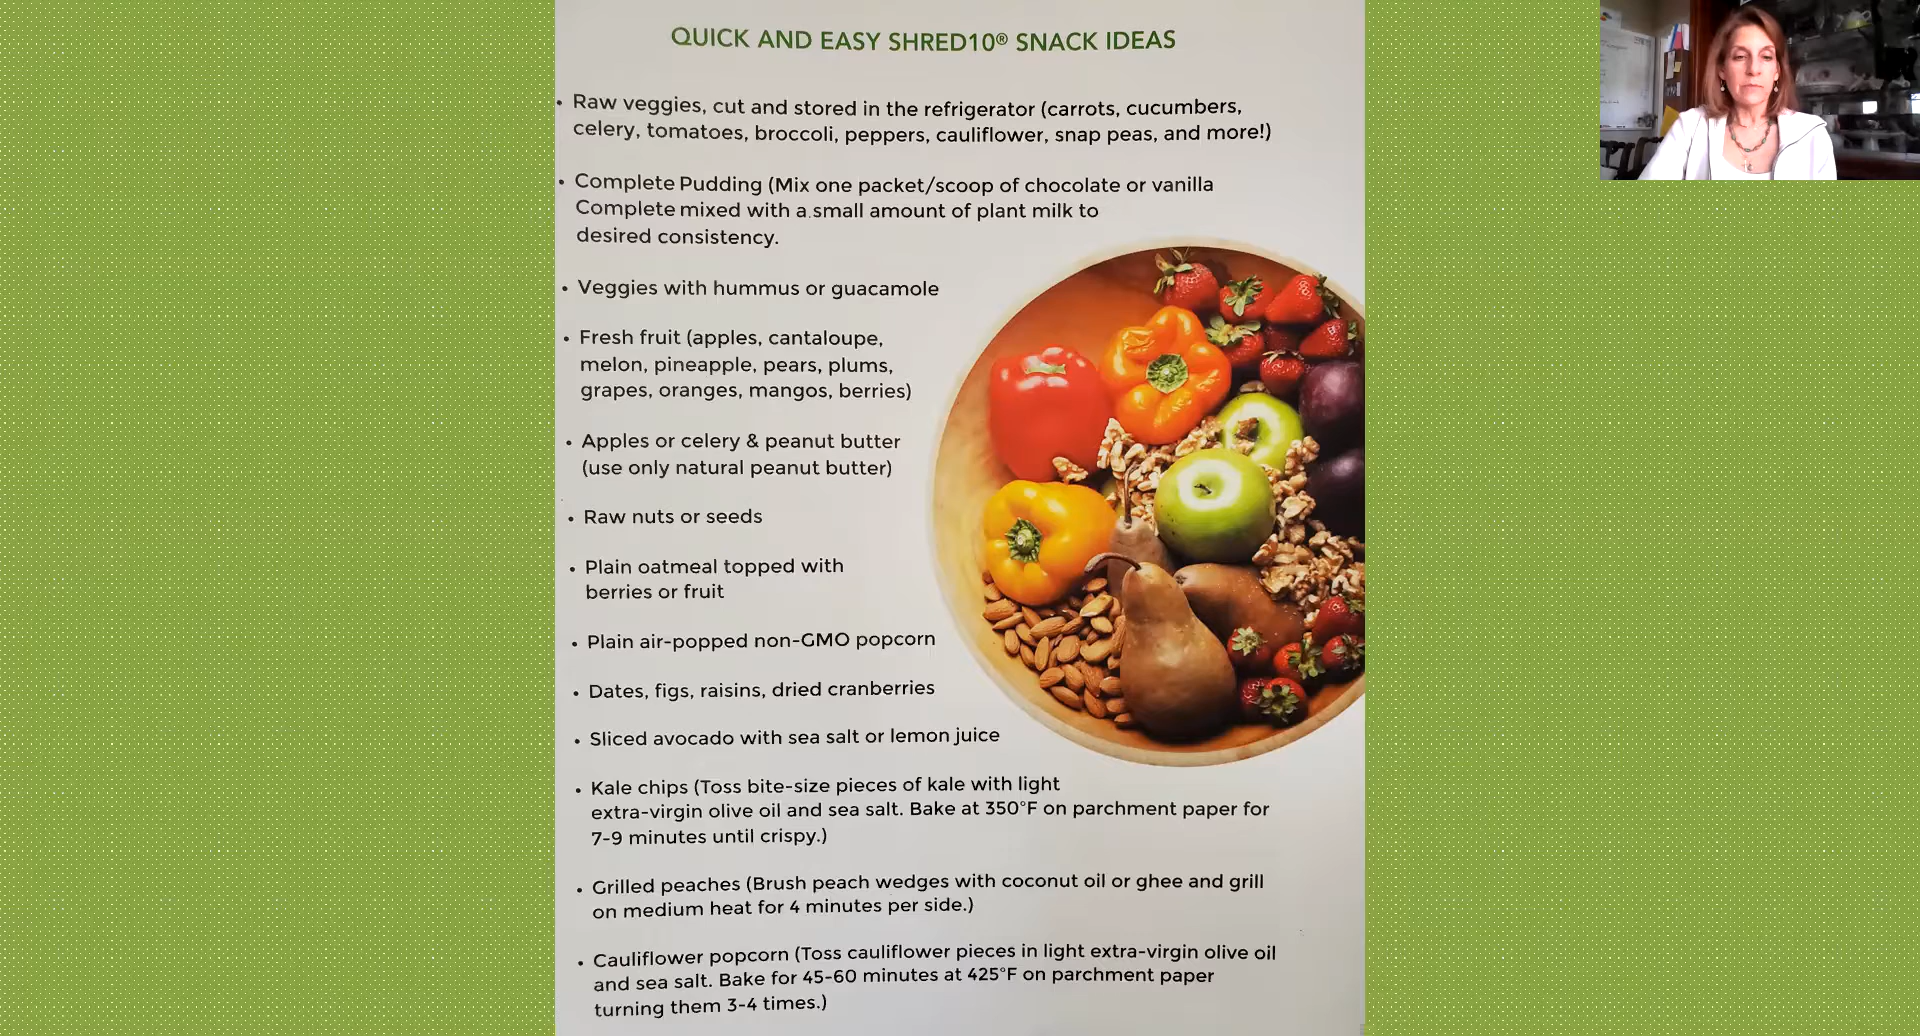 QUICK AND EASY SHRED10® SNACK IDEAS
• Raw veggies, cut and stored in the refrigerator (carrots, cucumbers,
celery, tomatoes, broccoli, peppers, cauliflower, snap peas, and more!)
• Complete Pudding (Mix one packet/scoop of chocolate or vanilla
Complete mixed with a small amount of plant milk to
desired consistency.
• Veggies with hummus or guacamole
• Fresh fruit (apples, cantaloupe,
melon, pineapple, pears, plums,
grapes, oranges, mangos, berries)
• Apples or celery & peanut butter
(use only natural peanut butter)
• Raw nuts or seeds
• Plain oatmeal topped with
berries or fruit
• Plain air-popped non-GMO popcorn
• Dates, figs, raisins, dried cranberries
• Sliced avocado with sea salt or lemon juice
• Kale chips (Toss bite-size pieces of kale with light
extra-virgin olive oil and sea salt. Bake at 350°F on parchment paper for
7-9 minutes until crispy.)
• Grilled peaches (Brush peach wedges with coconut oil or ghee and grill
on medium heat for 4 minutes per side.)
• Cauliflower popcorn (Toss cauliflower pieces in light extra-virgin olive oil
and sea salt. Bake for 45-60 minutes at 425°F on parchment paper
turning them 3-4 times.)